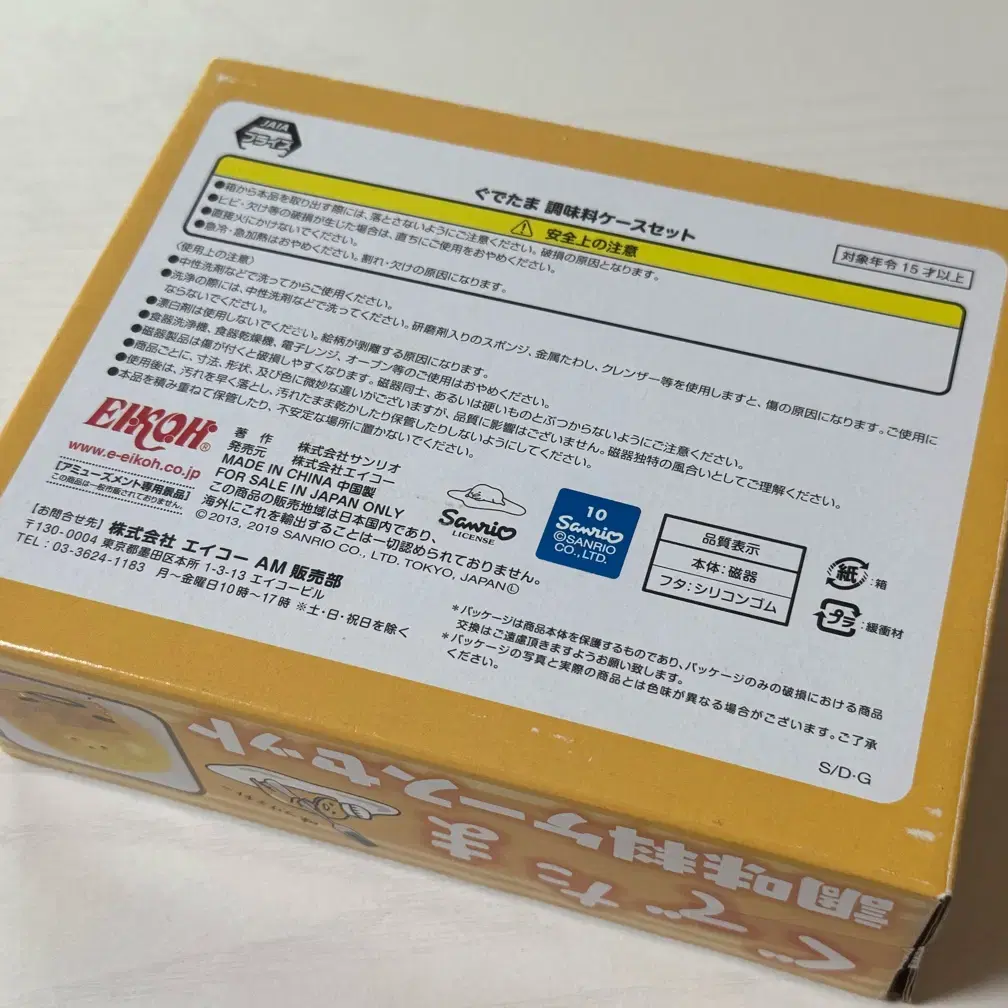 JAIA
プライズ
ぐでたま 調味料ケースセット
対象年令 15才以上
安全上の注意
●箱から本品を取り出す際には、落とさないようにご注意ください。破損の原因となります。
●ヒビ・欠け等の破損が生じた場合は、直ちにご使用をおやめください。
●直接火にかけないでください。
●急冷・急加熱はおやめください。割れ・欠けの原因になります。
〈使用上の注意〉
●中性洗剤などで洗ってからご使用ください。
●洗浄の際には、中性洗剤などで洗ってください。研磨剤入りのスポンジ、金属たわし、クレンザー等を使用しますと、傷の原因になります。ご使用に
ならないでください。
●漂白剤は使用しないでください。絵柄が剥離する原因になります。
●食器洗浄機、食器乾燥機、電子レンジ、オーブン等のご使用はおやめください。
●磁器製品は傷が付くと破損しやすくなります。磁器同士、あるいは硬いものとぶつからないようにご注意ください。
●商品ごとに、寸法、形状、及び色に微妙な違いがございますが、品質に影響はございません。磁器独特の風合いとしてご理解ください。
●使用後は、汚れを早く落とし、汚れたまま乾かしたり保管したりしないようにしてください。
●本品を積み重ねて保管したり、不安定な場所に置かないでください。
EIKOH®
www.e-eikoh.co.jp
【アミューズメント専用景品】
この商品は一般市販されておりません。
著作 株式会社サンリオ
発売元 株式会社エイコー
MADE IN CHINA 中国製
FOR SALE IN JAPAN ONLY
この商品の販売地域は日本国内であり、
海外にこれを輸出することは一切認められておりません。
©2013, 2019 SANRIO CO., LTD. TOKYO, JAPAN Ⓛ
Sanrio
LICENSE
10
Sanrio
©SANRIO
CO., LTD.
品質表示
本体:磁器
フタ:シリコンゴム
紙 :箱
プラ :緩衝材
【お問合せ先】株式会社 エイコー AM 販売部
〒130-0004 東京都墨田区本所 1-3-13 エイコービル
TEL:03-3624-1183 月〜金曜日10時〜17時 ※土・日・祝日を除く
*パッケージは商品本体を保護するものであり、パッケージのみの破損における商品
交換はご遠慮頂きますようお願い致します。
*パッケージの写真と実際の商品とは色味が異なる場合がございます。ご了承
ください。
S/D・G
ぐでたま
調味料ケースセット